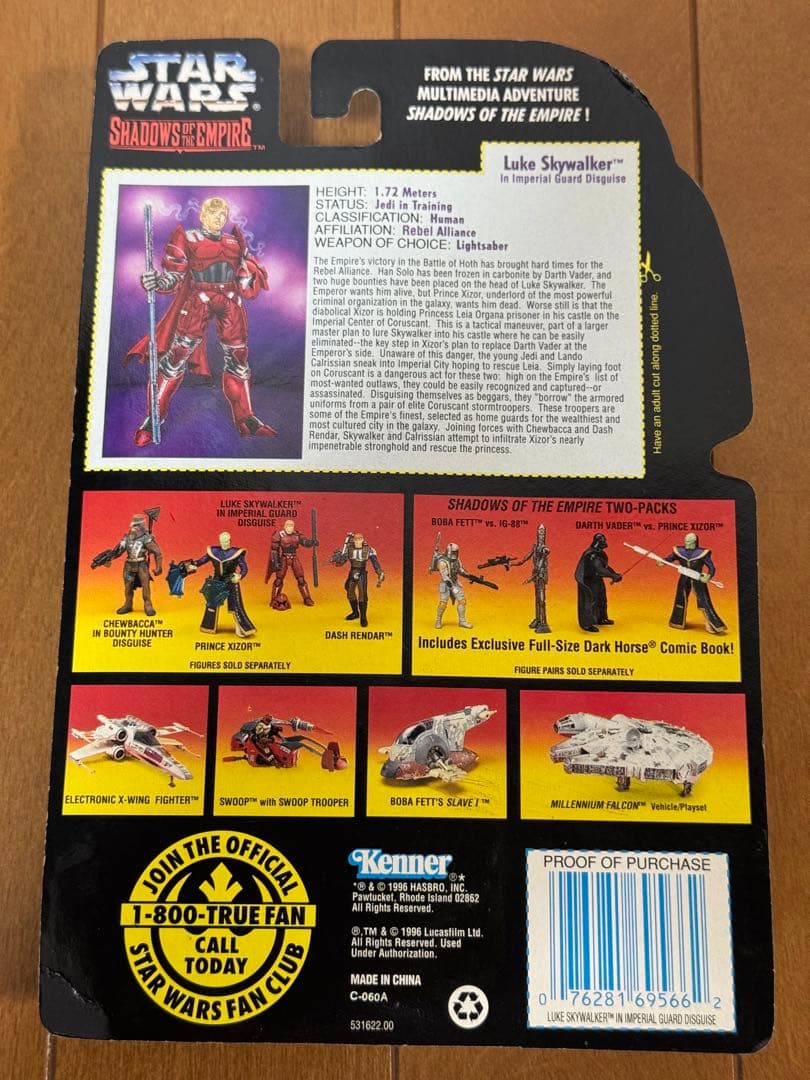 STAR
WARS®
SHADOWS OF THE EMPIRE™
FROM THE STAR WARS
MULTIMEDIA ADVENTURE
SHADOWS OF THE EMPIRE !
Luke Skywalker™
In Imperial Guard Disguise
HEIGHT: 1.72 Meters
STATUS: Jedi in Training
CLASSIFICATION: Human
AFFILIATION: Rebel Alliance
WEAPON OF CHOICE: Lightsaber
The Empire's victory in the Battle of Hoth has brought hard times for the
Rebel Alliance. Han Solo has been frozen in carbonite by Darth Vader, and
two huge bounties have been placed on the head of Luke Skywalker. The
Emperor wants him alive, but Prince Xizor, underlord of the most powerful
criminal organization in the galaxy, wants him dead. Worse still is that the
diabolical Xizor is holding Princess Leia Organa prisoner in his castle on the
Imperial Center of Coruscant. This is a tactical maneuver, part of a larger
master plan to lure Skywalker into his castle where he can be easily
eliminated--the key step in Xizor's plan to replace Darth Vader at the
Emperor's side. Unaware of this danger, the young Jedi and Lando
Calrissian sneak into Imperial City hoping to rescue Leia. Simply laying foot
on Coruscant is a dangerous act for these two: high on the Empire's list of
most-wanted outlaws, they could be easily recognized and captured--or
assassinated. Disguising themselves as beggars, they "borrow" the armored
uniforms from a pair of elite Coruscant stormtroopers. These troopers are
some of the Empire's finest, selected as home guards for the wealthiest and
most cultured city in the galaxy. Joining forces with Chewbacca and Dash
Rendar, Skywalker and Calrissian attempt to infiltrate Xizor's nearly
impenetrable stronghold and rescue the princess.
Have an adult cut along dotted line.
LUKE SKYWALKER™
IN IMPERIAL GUARD
DISGUISE
CHEWBACCA™
IN BOUNTY HUNTER
DISGUISE
PRINCE XIZOR™
DASH RENDAR™
FIGURES SOLD SEPARATELY
SHADOWS OF THE EMPIRE TWO-PACKS
BOBA FETT™ vs. IG-88™
DARTH VADER™ vs. PRINCE XIZOR™
Includes Exclusive Full-Size Dark Horse® Comic Book!
FIGURE PAIRS SOLD SEPARATELY
ELECTRONIC X-WING FIGHTER™
SWOOP™ with SWOOP TROOPER
BOBA FETT'S SLAVE I™
MILLENNIUM FALCON™ Vehicle/Playset
JOIN THE OFFICIAL
1-800-TRUE FAN
CALL
TODAY
STAR WARS FAN CLUB
Kenner®*
*® & © 1996 HASBRO, INC.
Pawtucket, Rhode Island 02862
All Rights Reserved.
®,TM & © 1996 Lucasfilm Ltd.
All Rights Reserved. Used
Under Authorization.
MADE IN CHINA
C-060A
531622.00
PROOF OF PURCHASE
0 76281 69566 2
LUKE SKYWALKER™ IN IMPERIAL GUARD DISGUISE